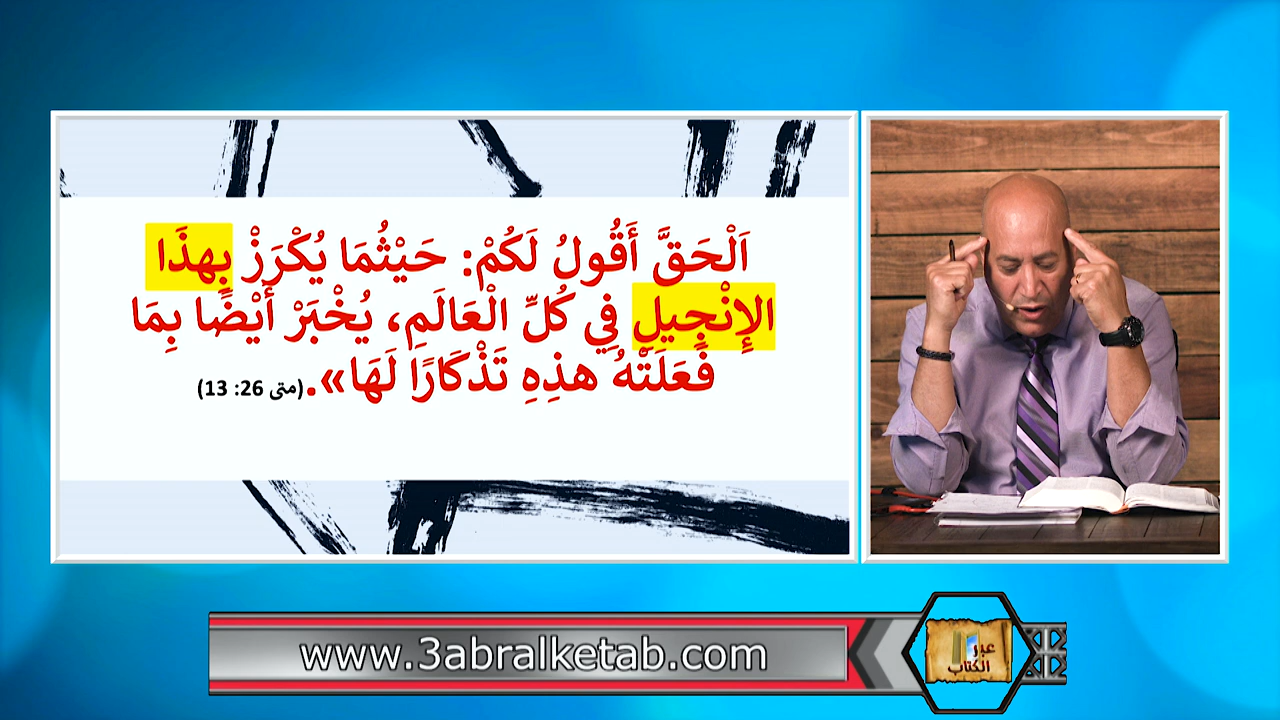 اَلْحَقَّ أَقُولُ لَكُمْ: حَيْثُمَا يُكْرَزْ بِهذَا
الإِنْجِيلِ فِي كُلِّ الْعَالَمِ، يُخْبَرْ أَيْضًا بِمَا
فَعَلَتْهُ هذِهِ تَذْكَارًا لَهَا».(متى 26: 13)
www.3abralketab.com
عبر
الكتاب